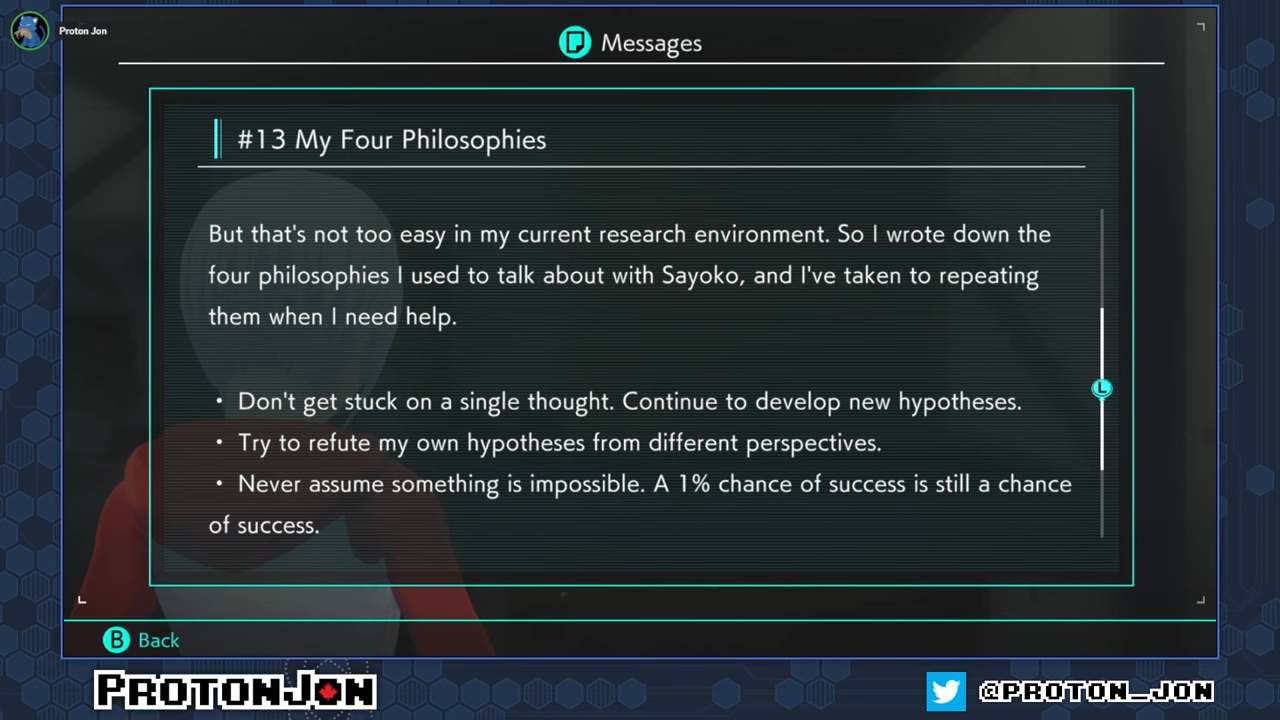 Proton Jon
Messages
#13 My Four Philosophies
But that's not too easy in my current research environment. So I wrote down the
four philosophies I used to talk about with Sayoko, and I've taken to repeating
them when I need help.
• Don't get stuck on a single thought. Continue to develop new hypotheses.
• Try to refute my own hypotheses from different perspectives.
• Never assume something is impossible. A 1% chance of success is still a chance
of success.
L
B Back
PROTONJON
@PROTON_JON